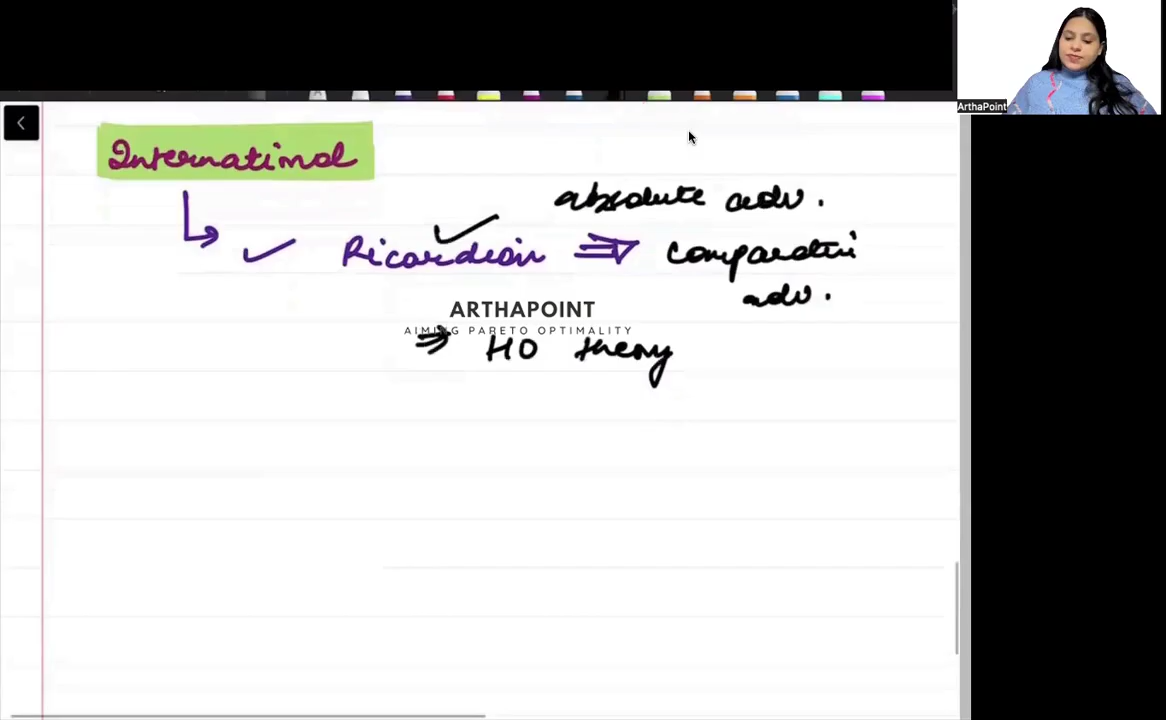 ArthaPoint
International
absolute adv.
Ricardian ⇒ comparative
adv.
ARTHAPOINT
AIMING PARETO OPTIMALITY
⇒ HO theory